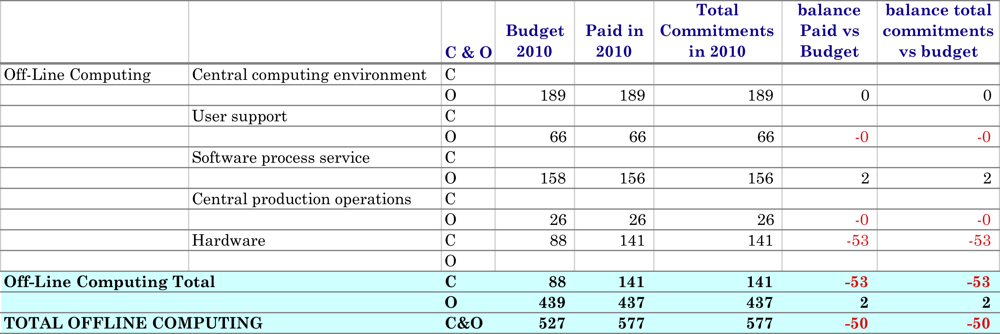 C & O Budget 2010 Paid in 2010 Total Commitments in 2010 balance Paid vs Budget balance total commitments vs budget
Off-Line Computing Central computing environment C
O 189 189 189 0 0
User support C
O 66 66 66 -0 -0
Software process service C
O 158 156 156 2 2
Central production operations C
O 26 26 26 -0 -0
Hardware C 88 141 141 -53 -53
O
Off-Line Computing Total C 88 141 141 -53 -53
O 439 437 437 2 2
TOTAL OFFLINE COMPUTING C&O 527 577 577 -50 -50